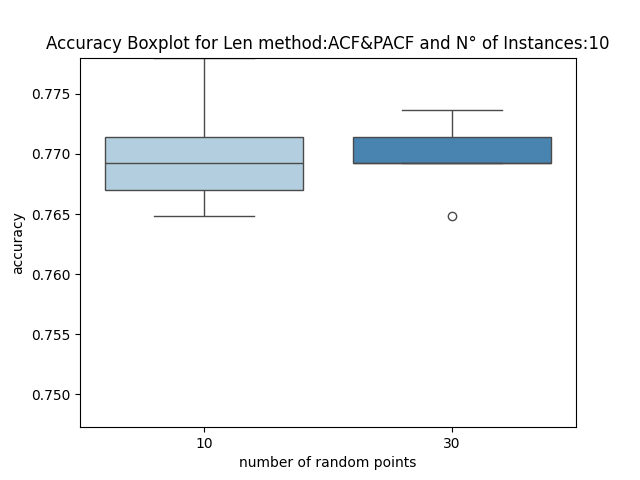 Accuracy Boxplot for Len method:ACF&PACF and N° of Instances:10
0.775
0.770
0.765
0.760
0.755
0.750
accuracy
10 30
number of random points